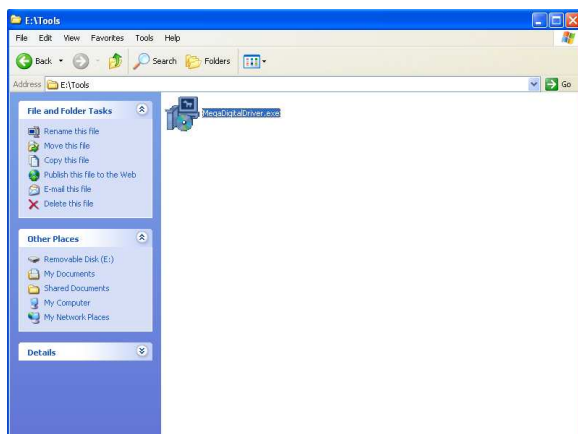 E:\Tools
File Edit View Favorites Tools Help
Back Search Folders
Address E:\Tools Go
File and Folder Tasks
Rename this file
Move this file
Copy this file
Publish this file to the Web
E-mail this file
Delete this file
Other Places
Removable Disk (E:)
My Documents
Shared Documents
My Computer
My Network Places
Details
MegaDigitalDriver.exe